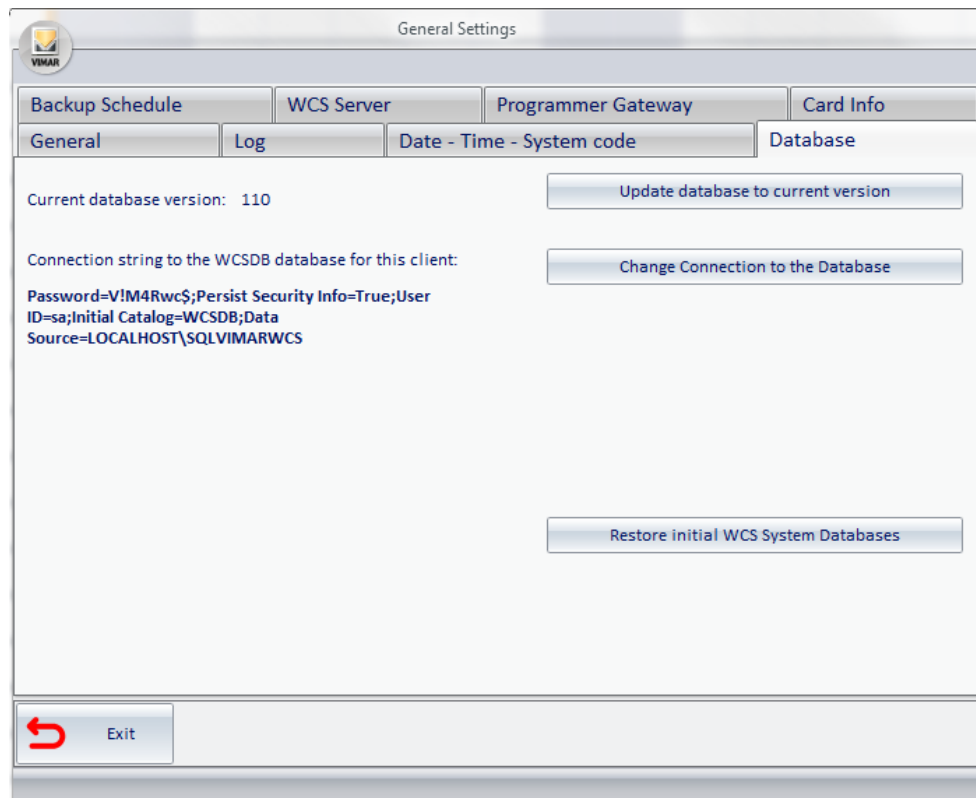 General Settings
VIMAR
Backup Schedule
WCS Server
Programmer Gateway
Card Info
General
Log
Date - Time - System code
Database
Current database version: 110
Update database to current version
Connection string to the WCSDB database for this client:
Change Connection to the Database
Password=V!M4Rwc$;Persist Security Info=True;User
ID=sa;Initial Catalog=WCSDB;Data
Source=LOCALHOST\SQLVIMARWCS
Restore initial WCS System Databases
Exit